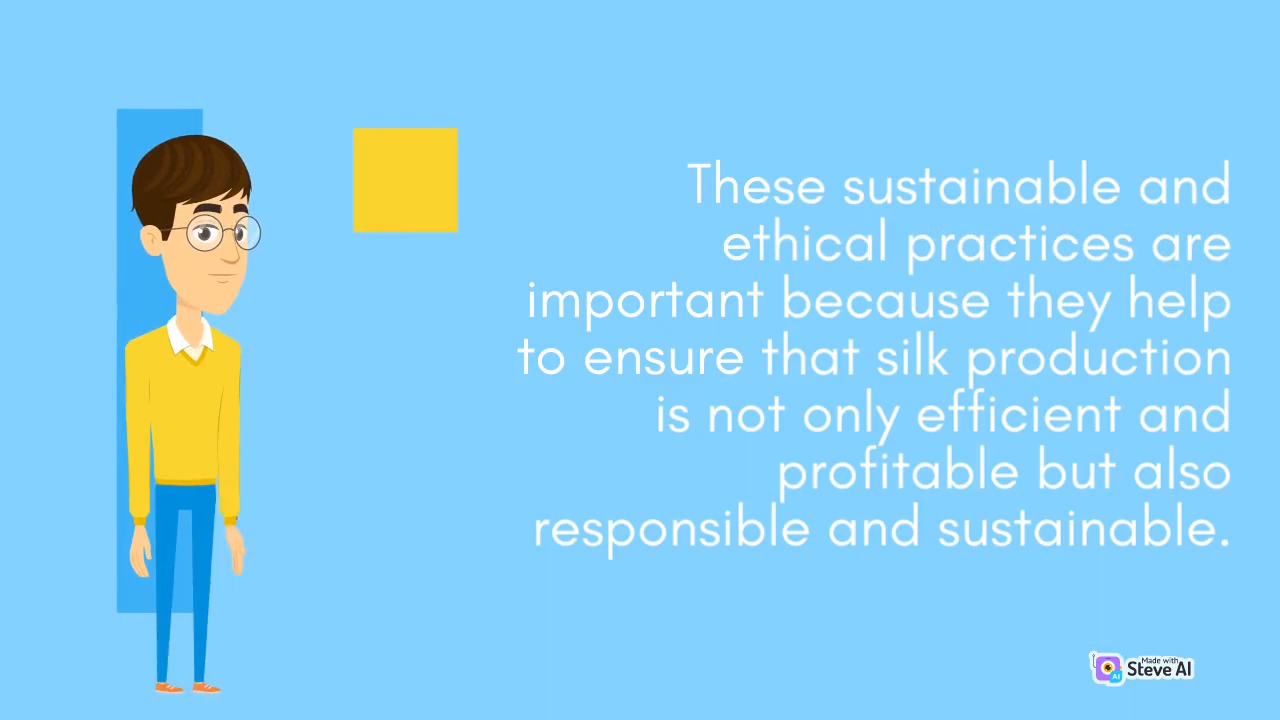 These sustainable and
ethical practices are
important because they help
to ensure that silk production
is not only efficient and
profitable but also
responsible and sustainable.
Made with
Steve AI
AI